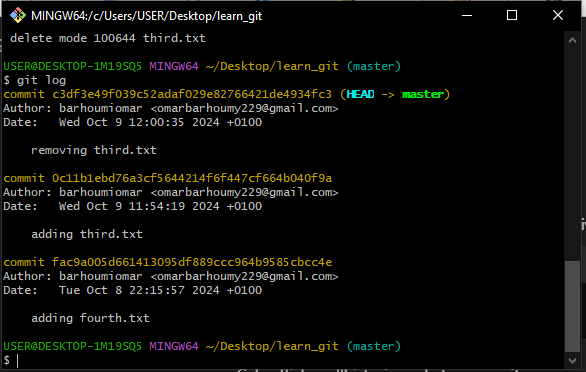 MINGW64:/c/Users/USER/Desktop/learn_git
delete mode 100644 third.txt
USER@DESKTOP-1M19SQ5 MINGW64 ~/Desktop/learn_git (master)
$ git log
commit c3df3e49f039c52adaf029e82766421de4934fc3 (HEAD -> master)
Author: barhoumiomar <omarbarhoumy229@gmail.com>
Date:   Wed Oct 9 12:00:35 2024 +0100
removing third.txt
commit 0c11b1ebd76a3cf5644214f6f447cf664b040f9a
Author: barhoumiomar <omarbarhoumy229@gmail.com>
Date:   Wed Oct 9 11:54:19 2024 +0100
adding third.txt
commit fac9a005d661413095df889ccc964b9585cbcc4e
Author: barhoumiomar <omarbarhoumy229@gmail.com>
Date:   Tue Oct 8 22:15:57 2024 +0100
adding fourth.txt
USER@DESKTOP-1M19SQ5 MINGW64 ~/Desktop/learn_git (master)
$